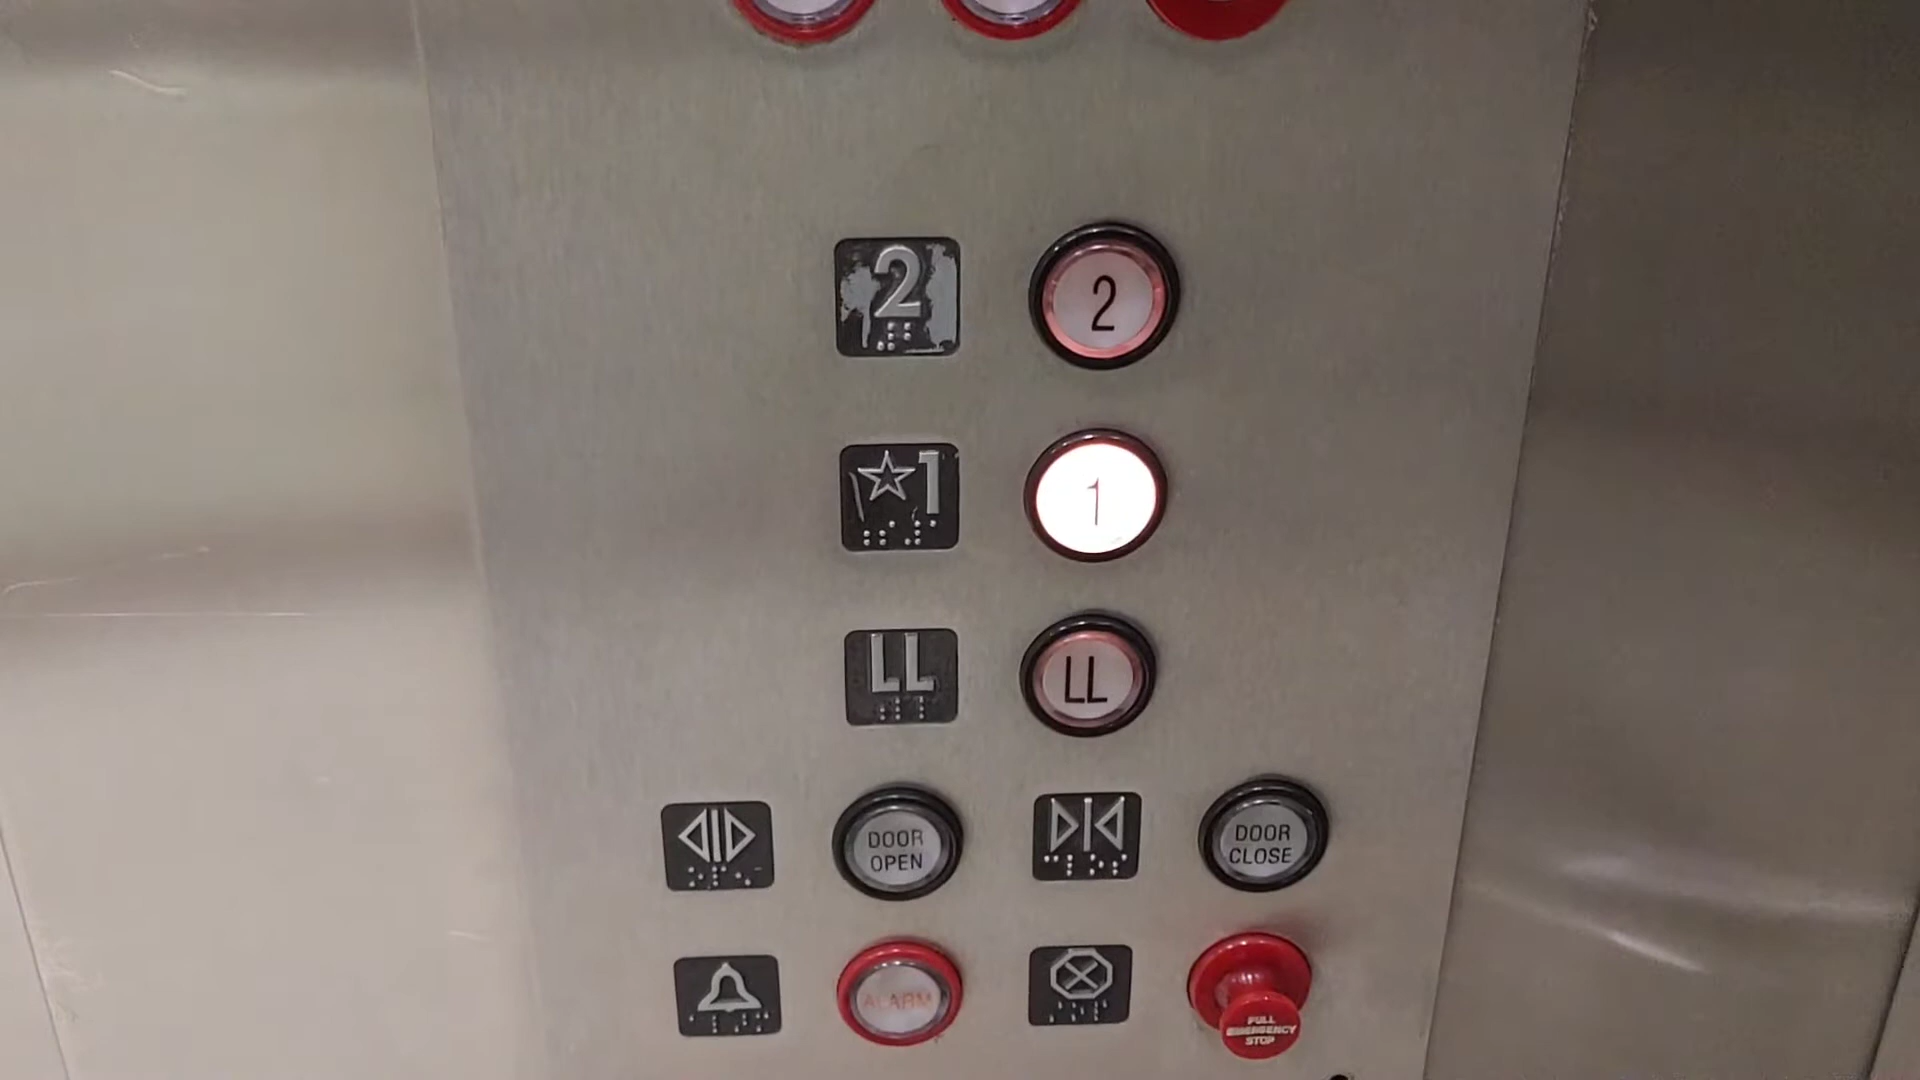 2 2
☆1 1
LL LL
DOOR
OPEN
DOOR
CLOSE
ALARM
PULL
EMERGENCY
STOP